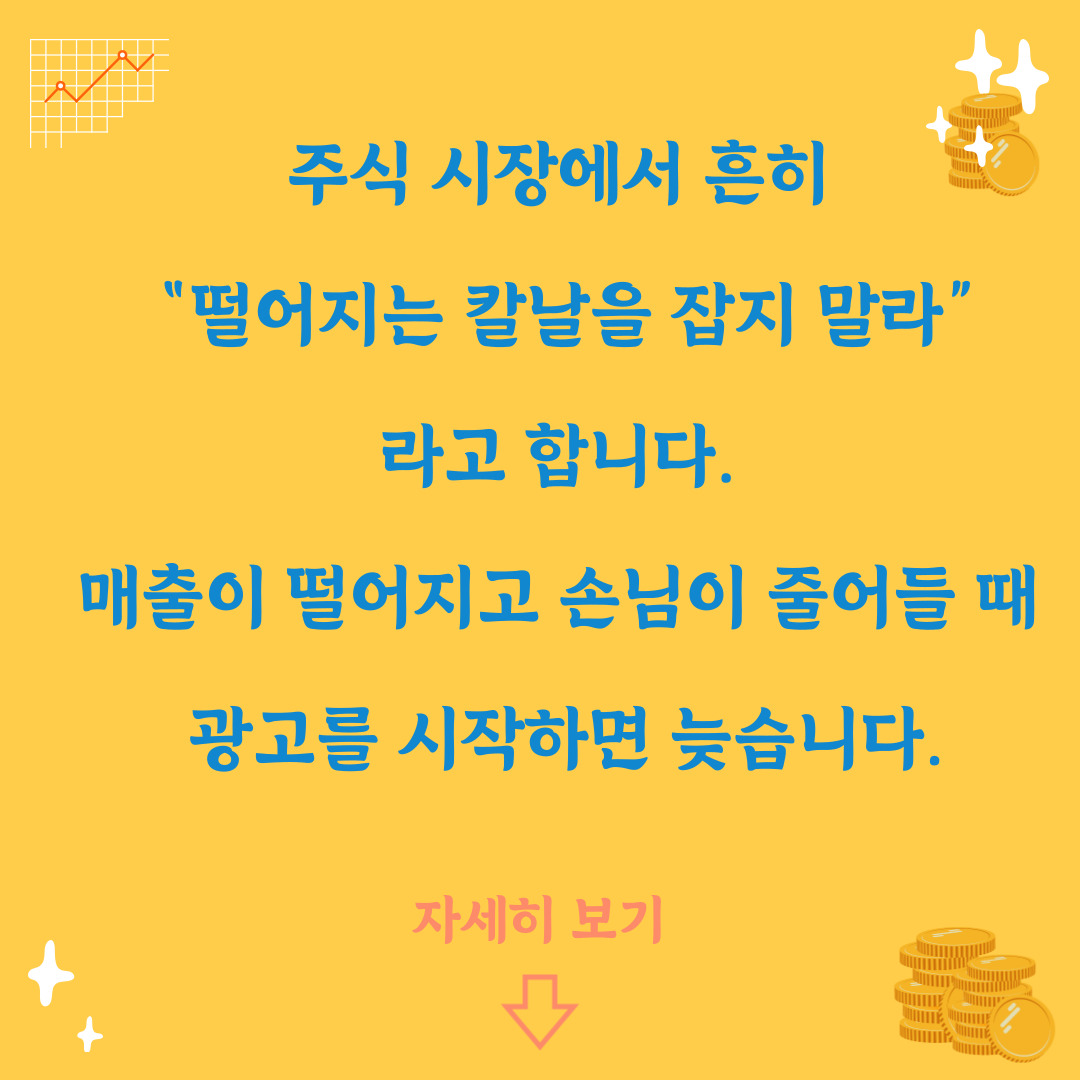 주식 시장에서 흔히
“떨어지는 칼날을 잡지 말라”
라고 합니다.
매출이 떨어지고 손님이 줄어들 때
광고를 시작하면 늦습니다.
자세히 보기